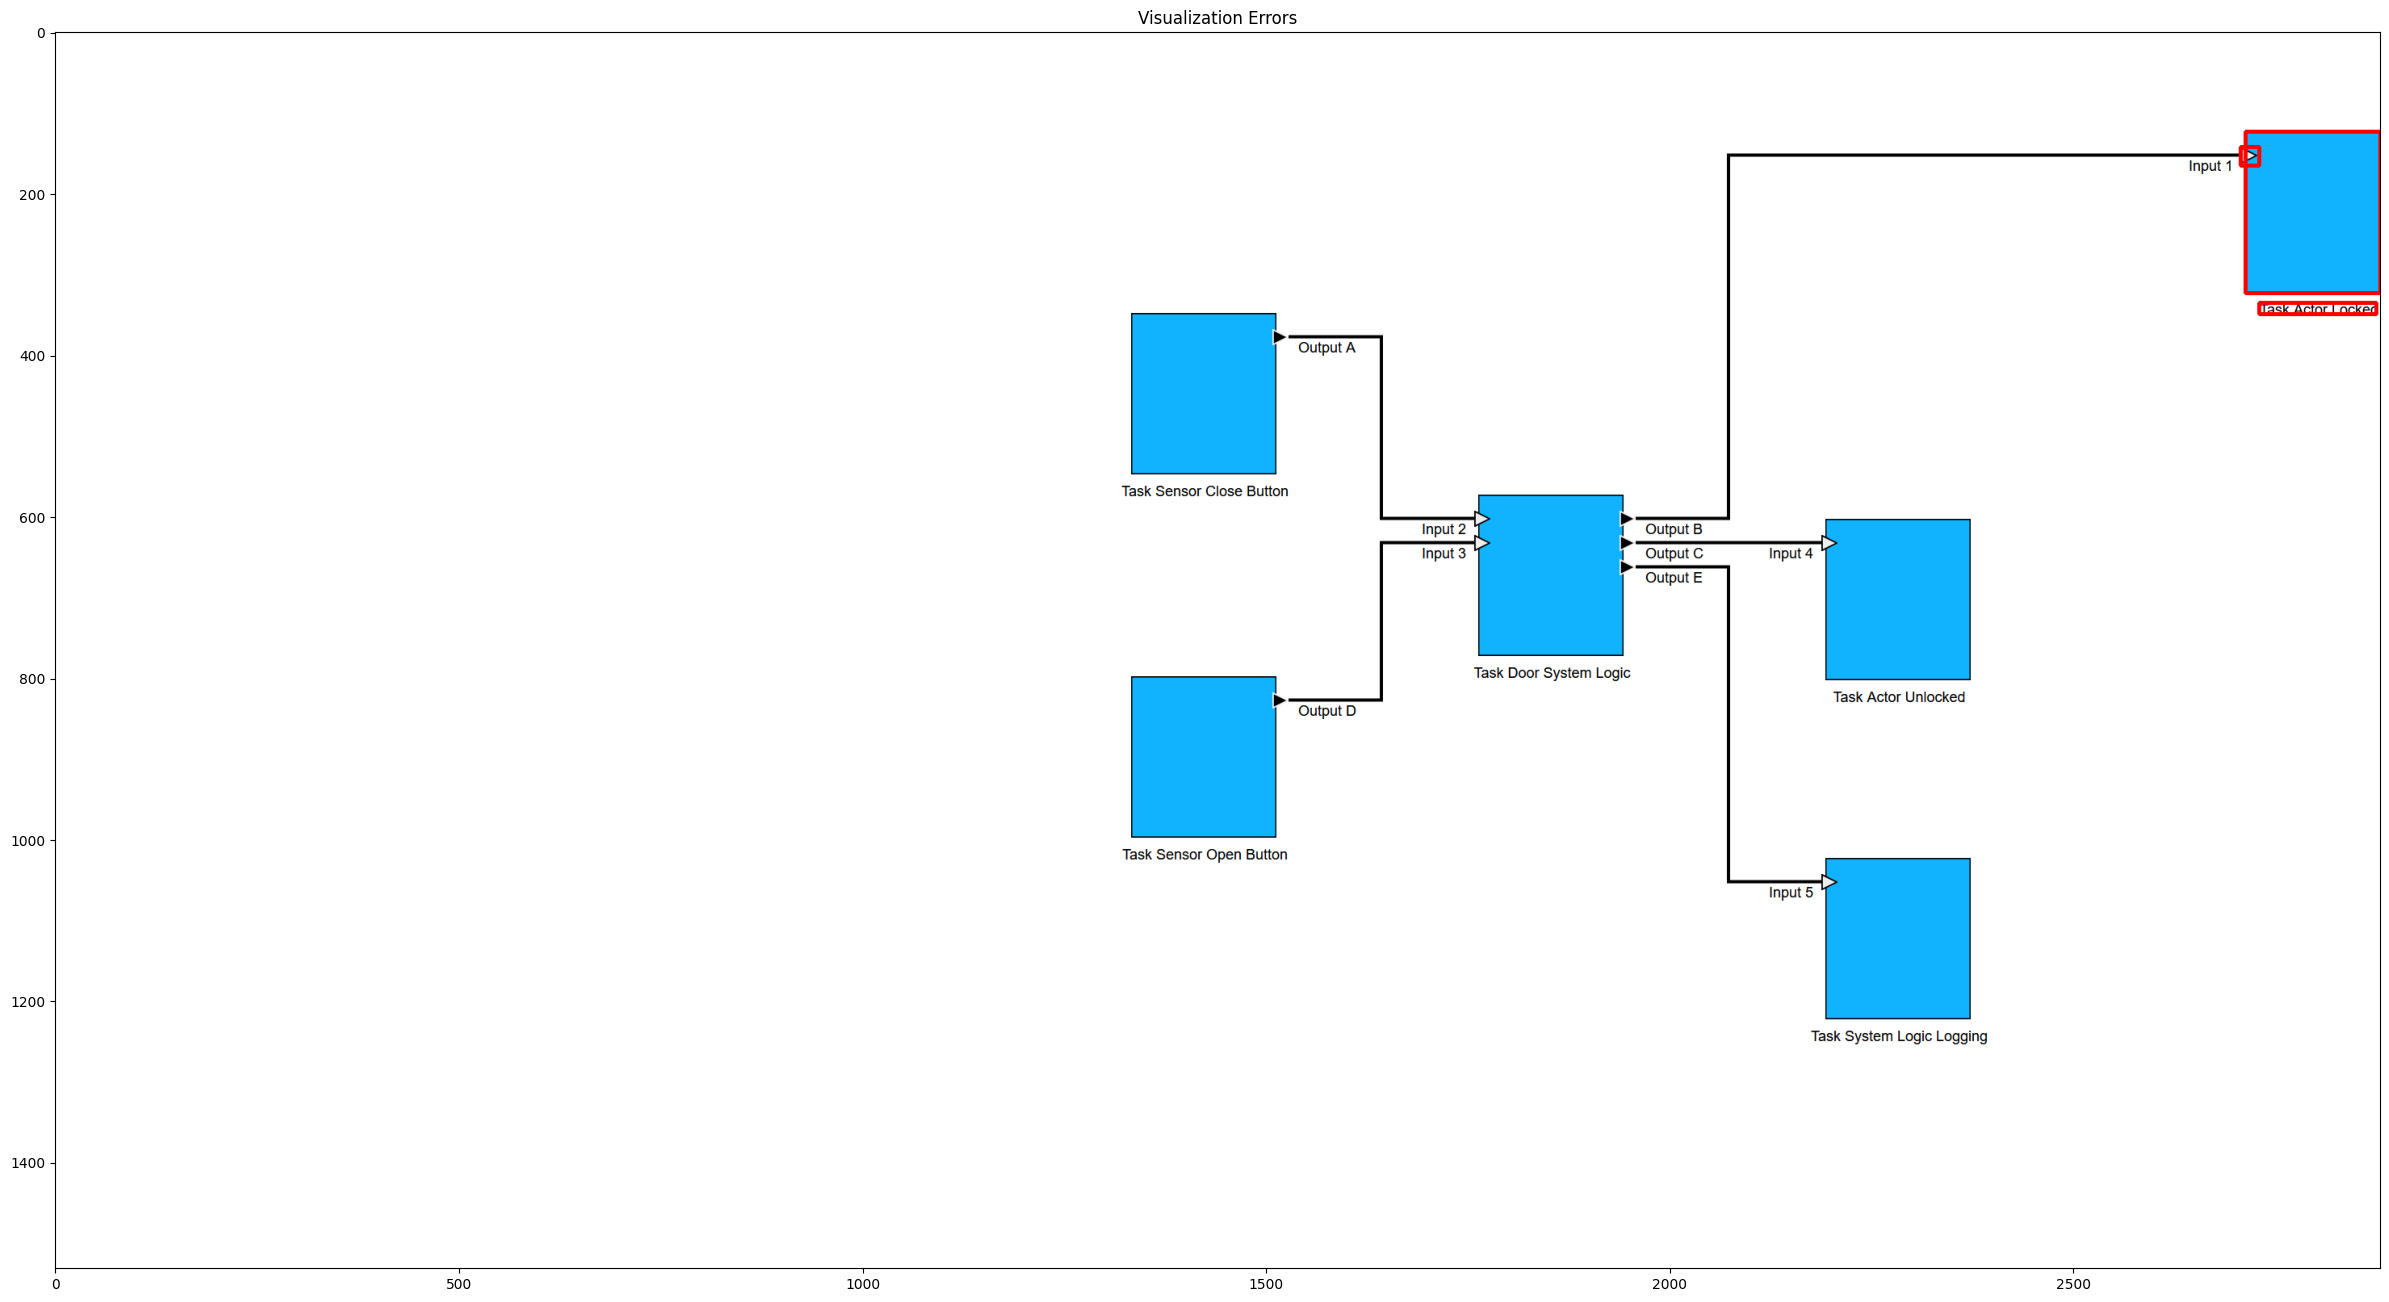 Visualization Errors
0
200
400
600
800
1000
1200
1400
0
500
1000
1500
2000
2500
Input 1
Task Actor Locked
Output A
Task Sensor Close Button
Input 2
Input 3
Output B
Output C
Output E
Task Door System Logic
Input 4
Task Actor Unlocked
Output D
Task Sensor Open Button
Input 5
Task System Logic Logging